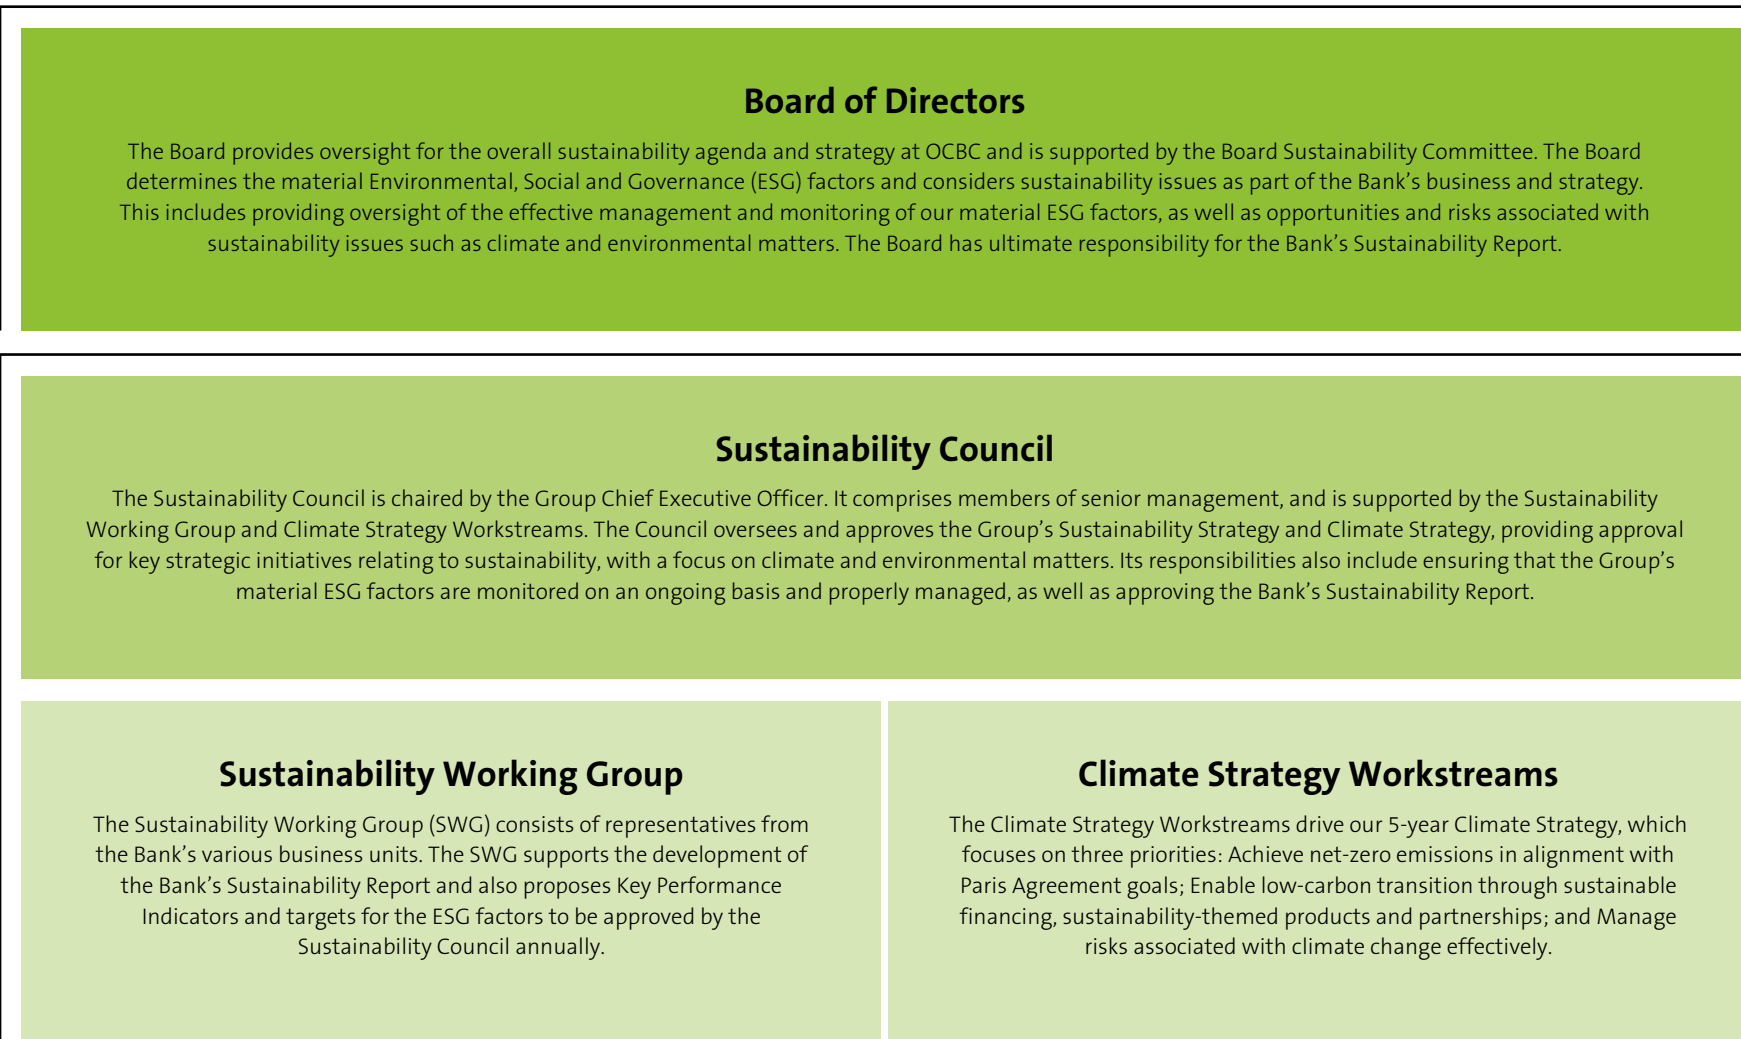 Board of Directors
The Board provides oversight for the overall sustainability agenda and strategy at OCBC and is supported by the Board Sustainability Committee. The Board
determines the material Environmental, Social and Governance (ESG) factors and considers sustainability issues as part of the Bank’s business and strategy.
This includes providing oversight of the effective management and monitoring of our material ESG factors, as well as opportunities and risks associated with
sustainability issues such as climate and environmental matters. The Board has ultimate responsibility for the Bank’s Sustainability Report.
Sustainability Council
The Sustainability Council is chaired by the Group Chief Executive Officer. It comprises members of senior management, and is supported by the Sustainability
Working Group and Climate Strategy Workstreams. The Council oversees and approves the Group’s Sustainability Strategy and Climate Strategy, providing approval
for key strategic initiatives relating to sustainability, with a focus on climate and environmental matters. Its responsibilities also include ensuring that the Group’s
material ESG factors are monitored on an ongoing basis and properly managed, as well as approving the Bank’s Sustainability Report.
Sustainability Working Group
The Sustainability Working Group (SWG) consists of representatives from
the Bank’s various business units. The SWG supports the development of
the Bank’s Sustainability Report and also proposes Key Performance
Indicators and targets for the ESG factors to be approved by the
Sustainability Council annually.
Climate Strategy Workstreams
The Climate Strategy Workstreams drive our 5-year Climate Strategy, which
focuses on three priorities: Achieve net-zero emissions in alignment with
Paris Agreement goals; Enable low-carbon transition through sustainable
financing, sustainability-themed products and partnerships; and Manage
risks associated with climate change effectively.